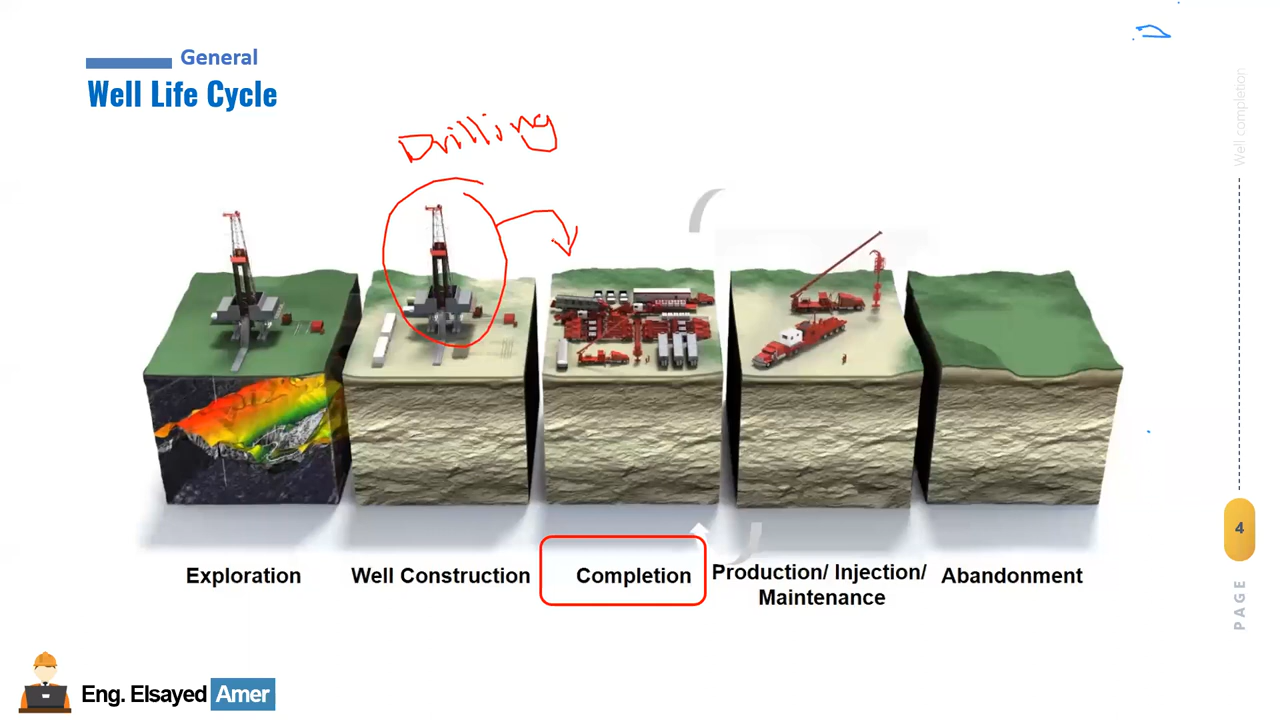 General
Well Life Cycle
Drilling
Exploration
Well Construction
Completion
Production/ Injection/
Maintenance
Abandonment
Well completion
4
PAGE
Eng. Elsayed Amer